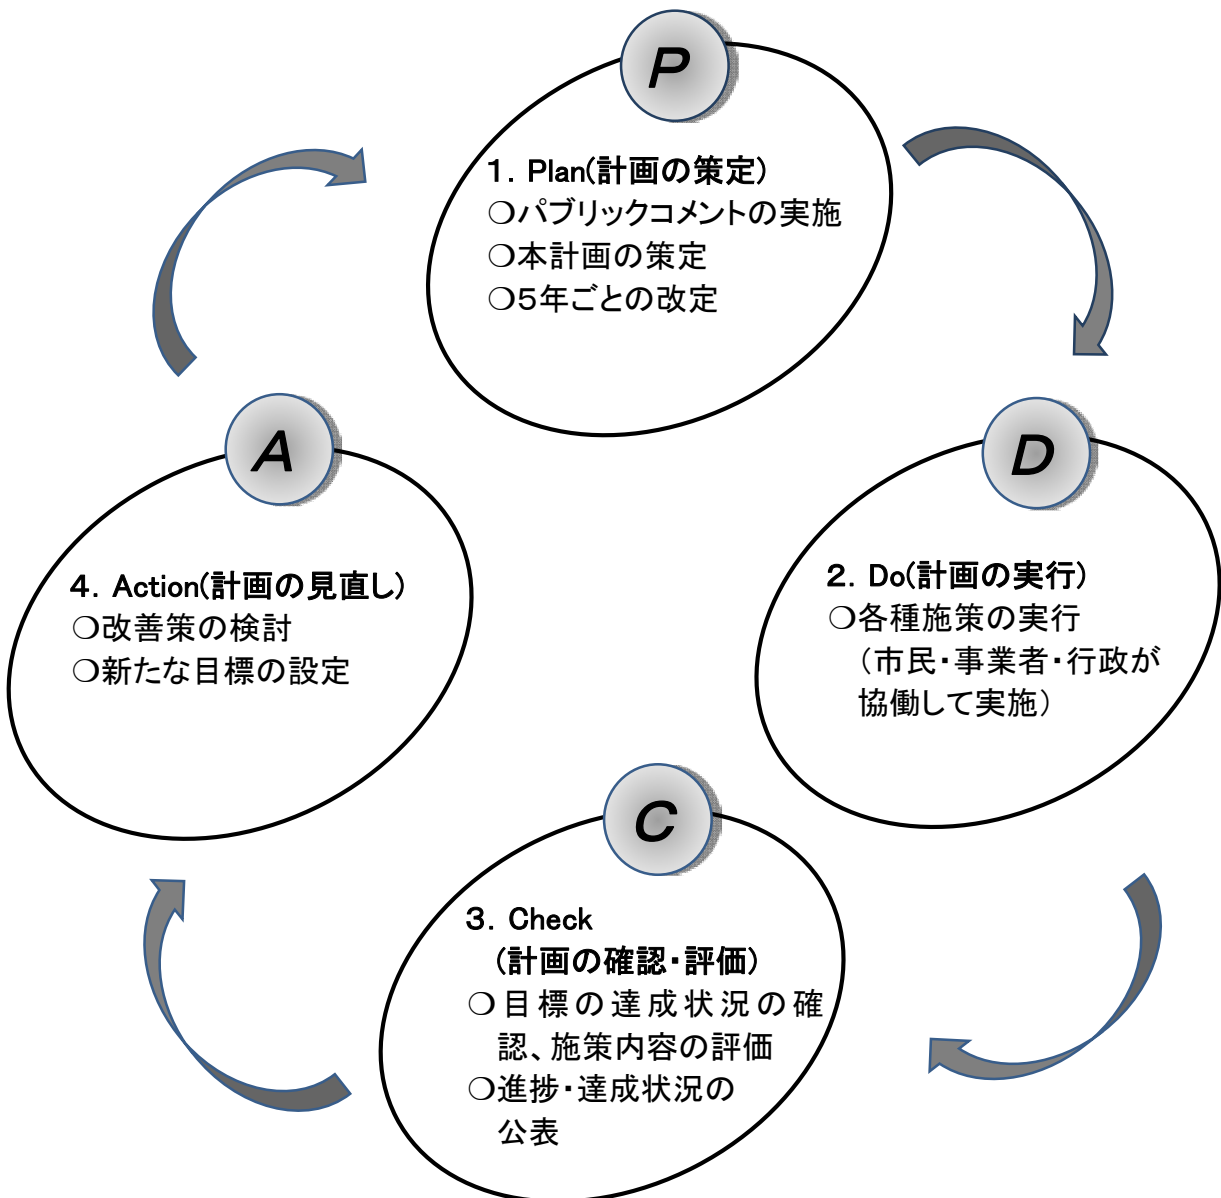 P
1．Plan(計画の策定)
○パブリックコメントの実施
○本計画の策定
○5年ごとの改定
D
2．Do(計画の実行)
○各種施策の実行
（市民・事業者・行政が
協働して実施）
C
3．Check
(計画の確認・評価)
○目標の達成状況の確
認、施策内容の評価
○進捗・達成状況の
公表
A
4．Action(計画の見直し)
○改善策の検討
○新たな目標の設定